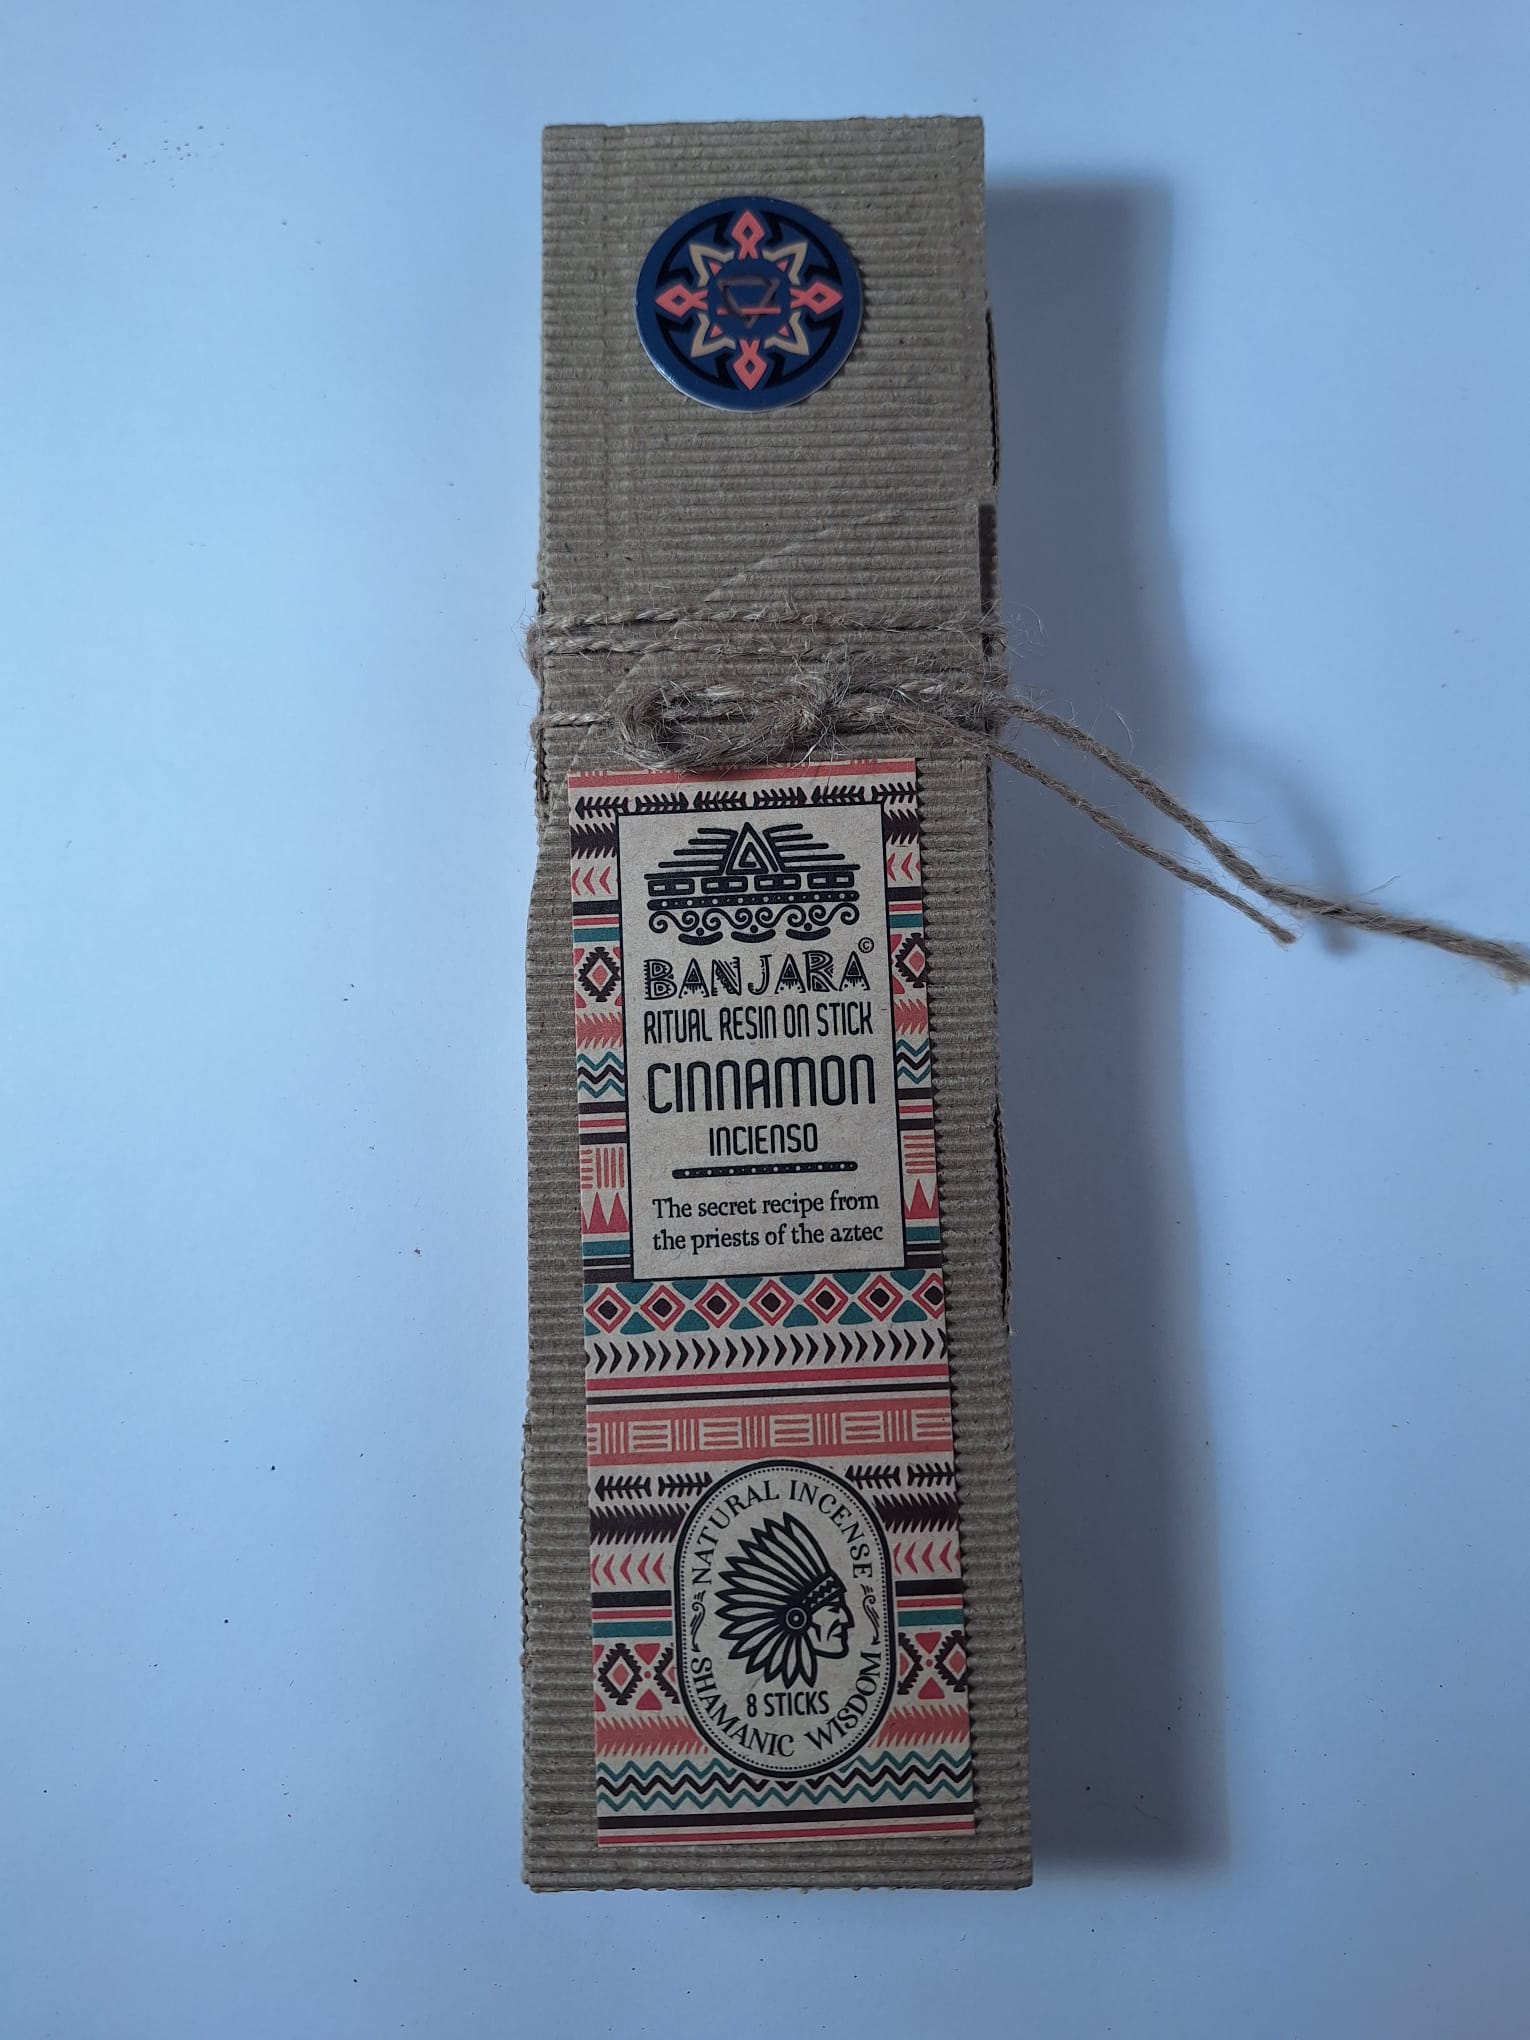 BANJARA©
RITUAL RESIN ON STICK
CINNAMON
INCIENSO
The secret recipe from
the priests of the aztec
NATURAL INCENSE
8 STICKS
SHAMANIC WISDOM